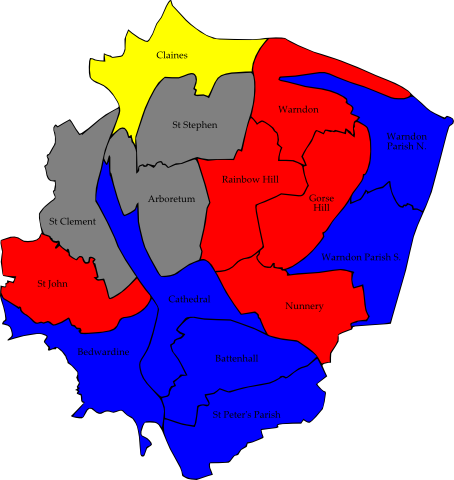 Claines
St Stephen
Warndon
Warndon
Parish N.
Rainbow Hill
Arboretum
Gorse
Hill
St Clement
Warndon Parish S.
St John
Cathedral
Nunnery
Bedwardine
Battenhall
St Peter's Parish